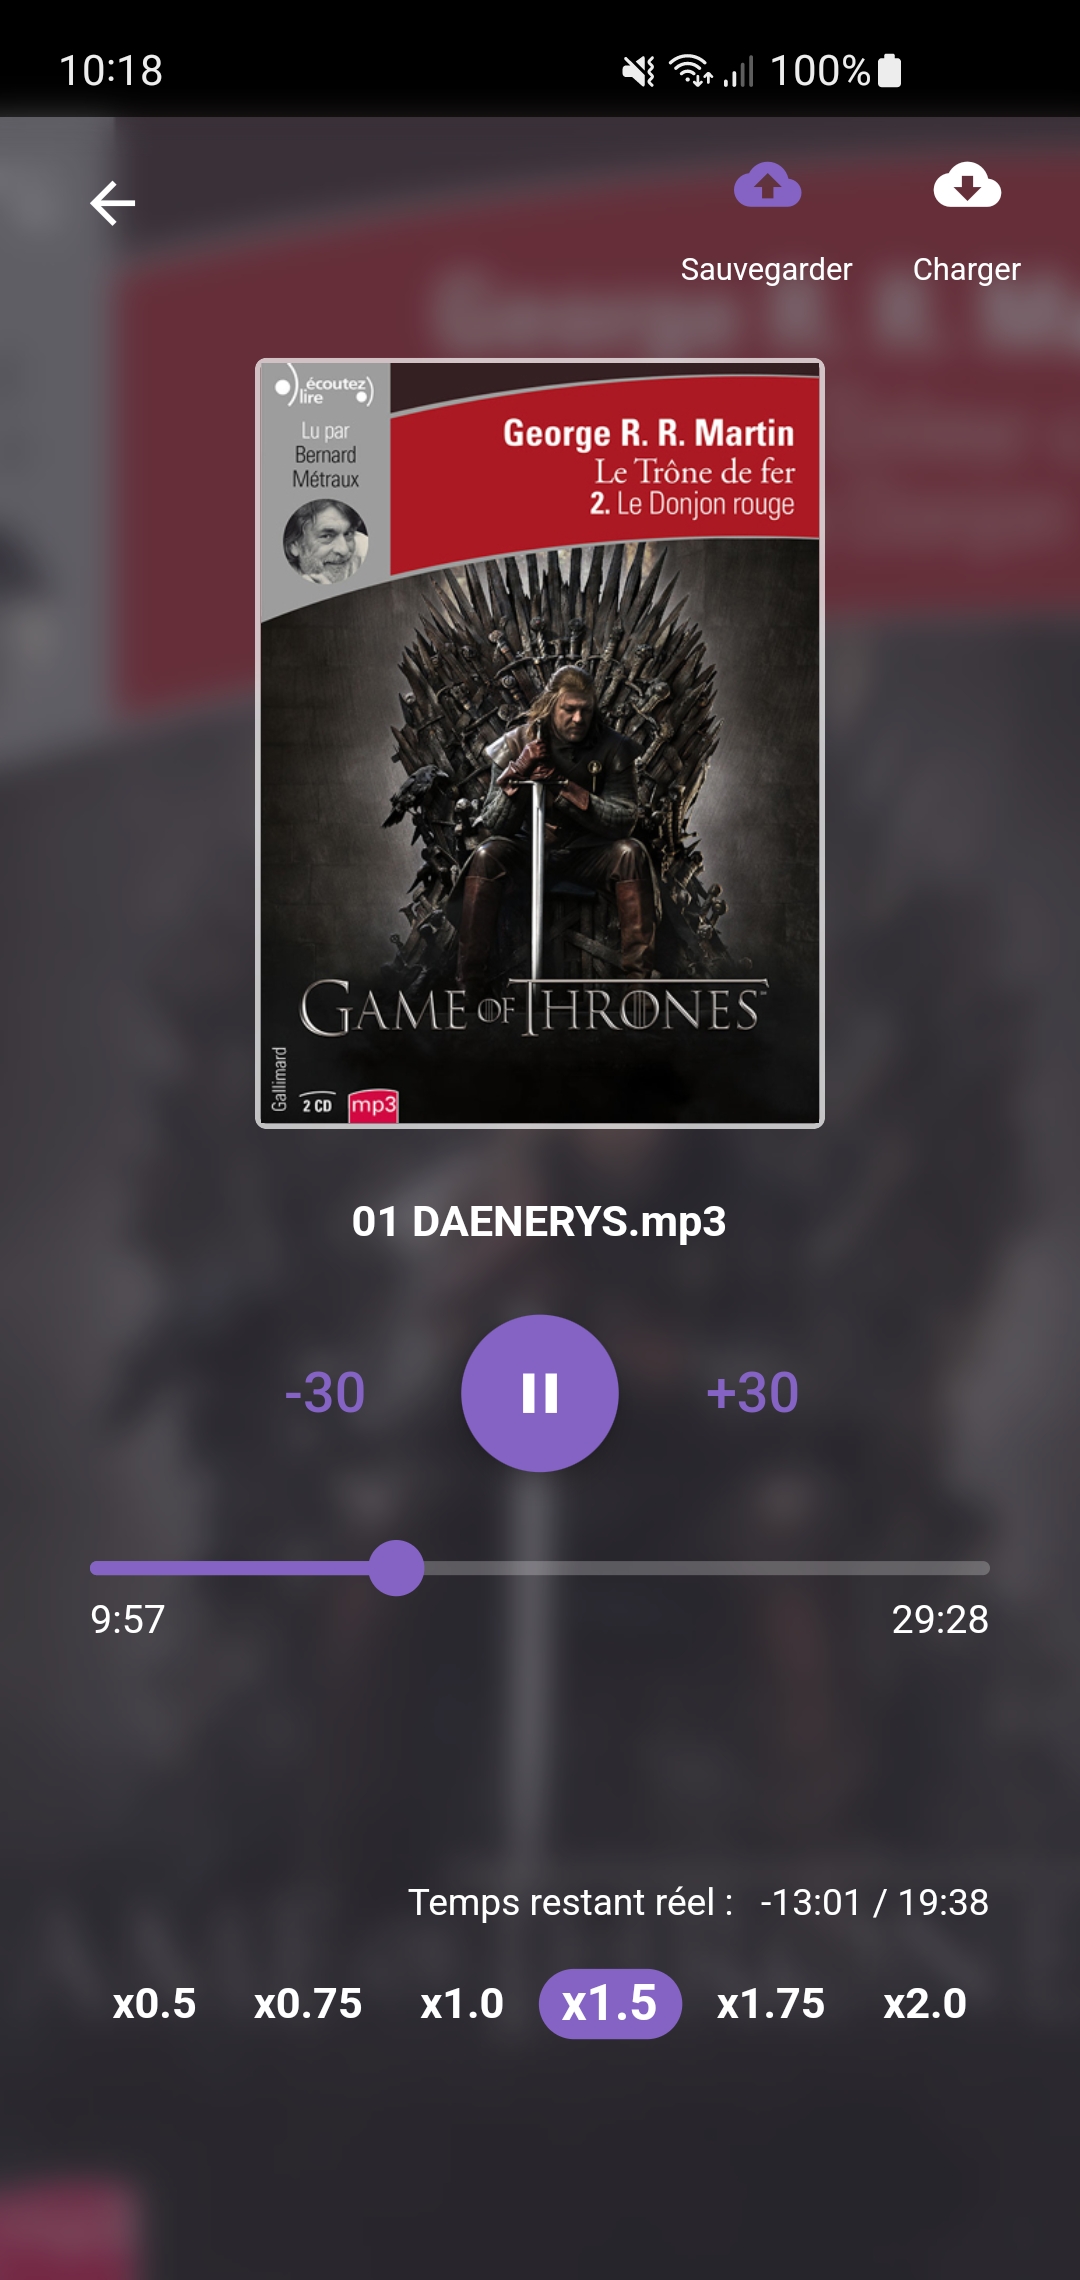 10:18
100%
Sauvegarder
Charger
écoutez
lire
Lu par
Bernard
Métraux
George R. R. Martin
Le Trône de fer
2. Le Donjon rouge
GAME OF THRONES
Gallimard
2 CD
mp3
01 DAENERYS.mp3
-30
+30
9:57
29:28
Temps restant réel : -13:01 / 19:38
x0.5 x0.75 x1.0 x1.5 x1.75 x2.0